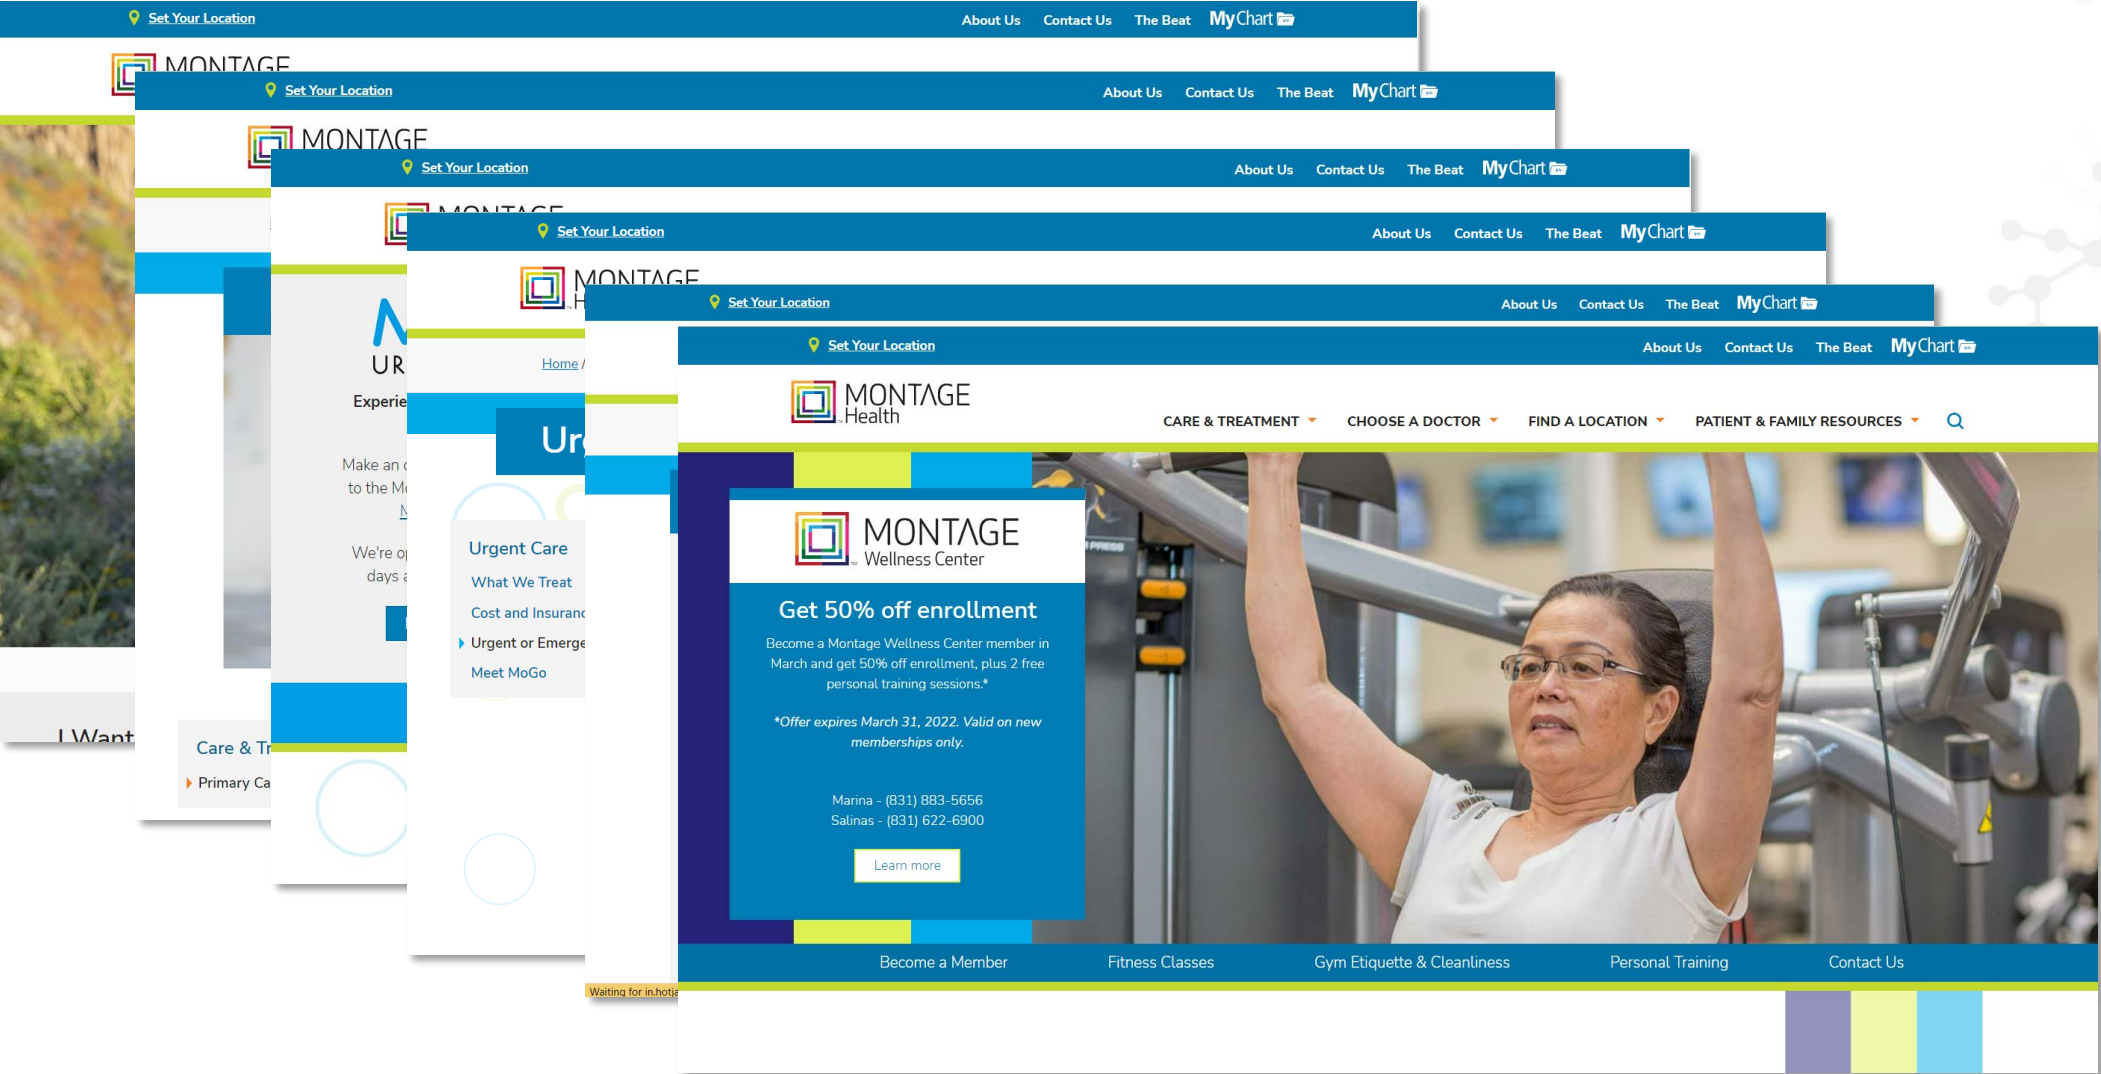 Set Your Location
About Us Contact Us The Beat MyChart
MONTAGE
Set Your Location
About Us Contact Us The Beat MyChart
MONTAGE
Set Your Location
About Us Contact Us The Beat MyChart
MONTAGE
Set Your Location
About Us Contact Us The Beat MyChart
MONTAGE
Set Your Location
About Us Contact Us The Beat MyChart
Set Your Location
About Us Contact Us The Beat MyChart
MONTAGE
Health
CARE & TREATMENT CHOOSE A DOCTOR FIND A LOCATION PATIENT & FAMILY RESOURCES
I Want
Care & Tr
Primary Ca
UR
Experie
Make an
to the M
We're o
days a
Home /
Ur
Urgent Care
What We Treat
Cost and Insuranc
Urgent or Emerge
Meet MoGo
Waiting for in.hotja
MONTAGE
Wellness Center
Get 50% off enrollment
Become a Montage Wellness Center member in
March and get 50% off enrollment, plus 2 free
personal training sessions.*
*Offer expires March 31, 2022. Valid on new
memberships only.
Marina - (831) 883-5656
Salinas - (831) 622-6900
Learn more
PRESS
Become a Member Fitness Classes Gym Etiquette & Cleanliness Personal Training Contact Us